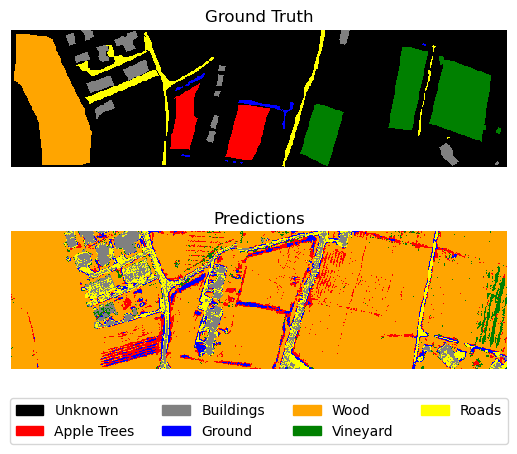 Ground Truth
Predictions
Unknown Buildings Wood Roads
Apple Trees Ground Vineyard